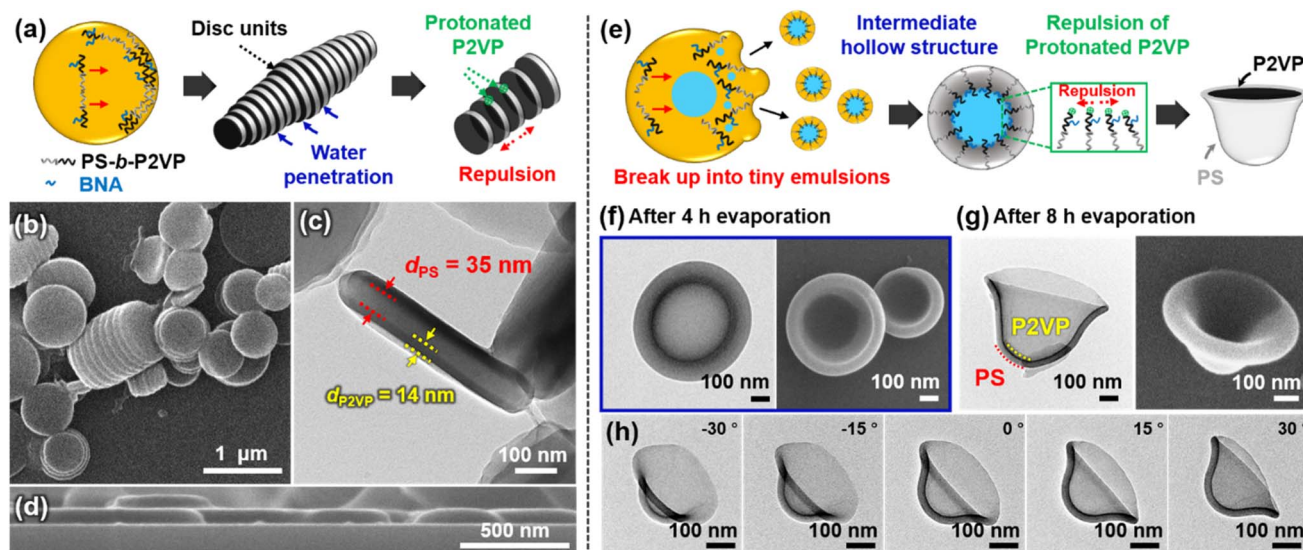 (a)
Disc units
Protonated
P2VP
PS-b-P2VP
BNA
Water
penetration
Repulsion
(b)
1 μm
(c)
dPS = 35 nm
dP2VP = 14 nm
100 nm
(d)
500 nm
(e)
Break up into tiny emulsions
Intermediate
hollow structure
Repulsion of
Protonated P2VP
Repulsion
P2VP
PS
(f) After 4 h evaporation
100 nm
100 nm
(g) After 8 h evaporation
P2VP
PS
100 nm
100 nm
(h)
-30 °
100 nm
-15 °
100 nm
0 °
100 nm
15 °
100 nm
30 °
100 nm